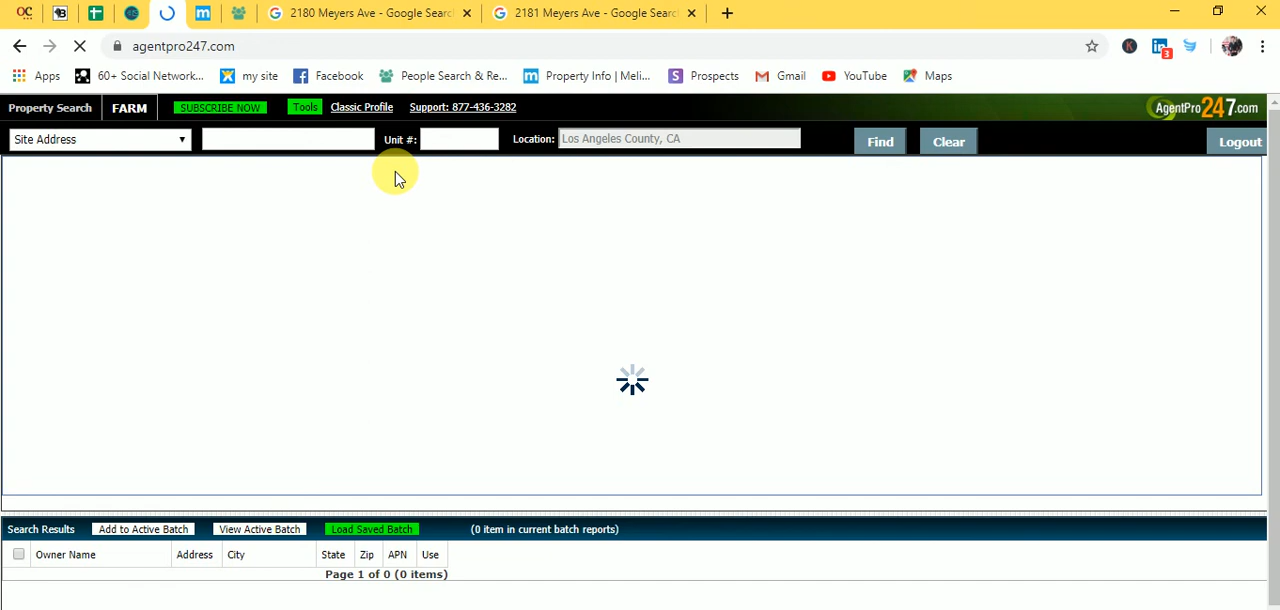 2180 Meyers Ave - Google Searc
2181 Meyers Ave - Google Searc
agentpro247.com
Apps 60+ Social Network... my site Facebook People Search & Re... Property Info | Meli... Prospects Gmail YouTube Maps
Property Search FARM SUBSCRIBE NOW Tools Classic Profile Support: 877-436-3282 AgentPro247.com
Site Address Unit #: Location: Los Angeles County, CA Find Clear Logout
Search Results Add to Active Batch View Active Batch Load Saved Batch (0 item in current batch reports)
Owner Name Address City State Zip APN Use
Page 1 of 0 (0 items)